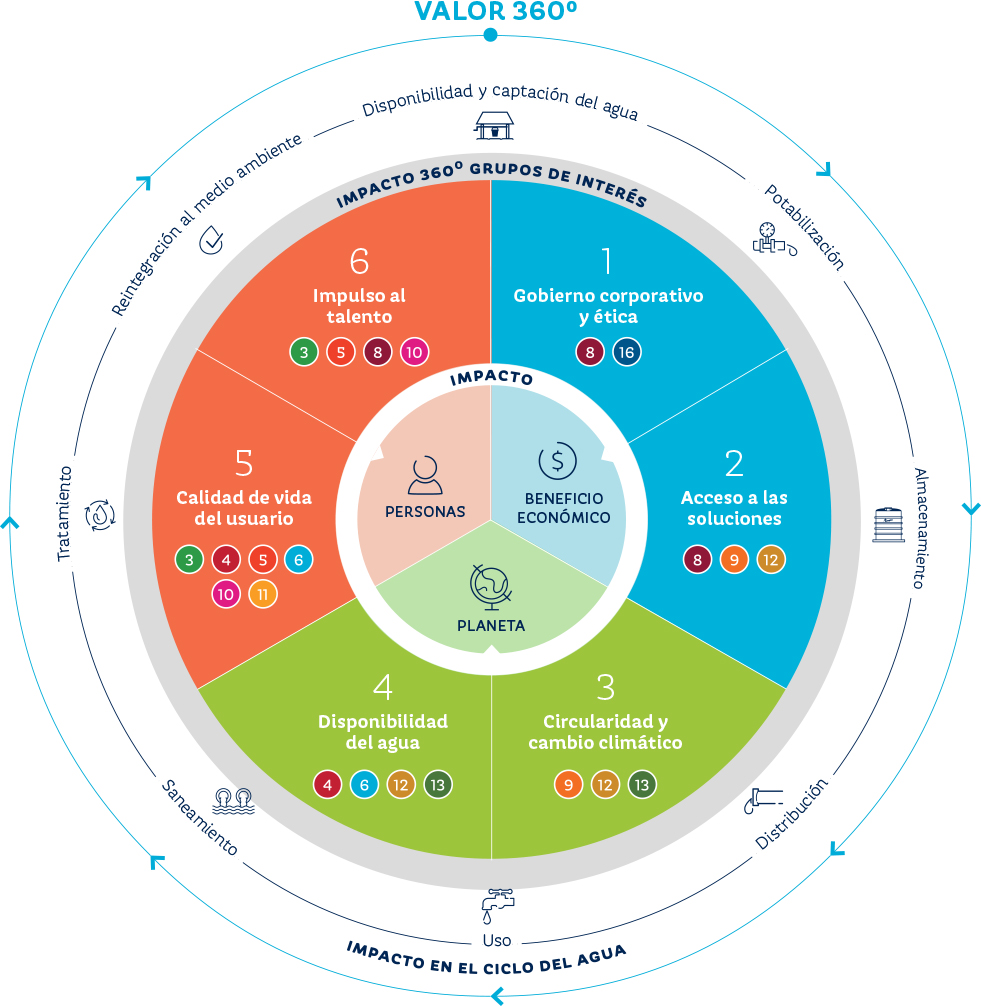 VALOR 360º
Disponibilidad y captación del agua
Potabilización
Almacenamiento
Distribución
Uso
Saneamiento
Tratamiento
Reintegración al medio ambiente
IMPACTO 360º GRUPOS DE INTERÉS
1
Gobierno corporativo
y ética
8 16
2
Acceso a las
soluciones
8 9 12
3
Circularidad y
cambio climático
9 12 13
4
Disponibilidad
del agua
4 6 12 13
5
Calidad de vida
del usuario
3 4 5 6
10 11
6
Impulso al
talento
3 5 8 10
IMPACTO
PERSONAS
$
BENEFICIO
ECONÓMICO
PLANETA
IMPACTO EN EL CICLO DEL AGUA